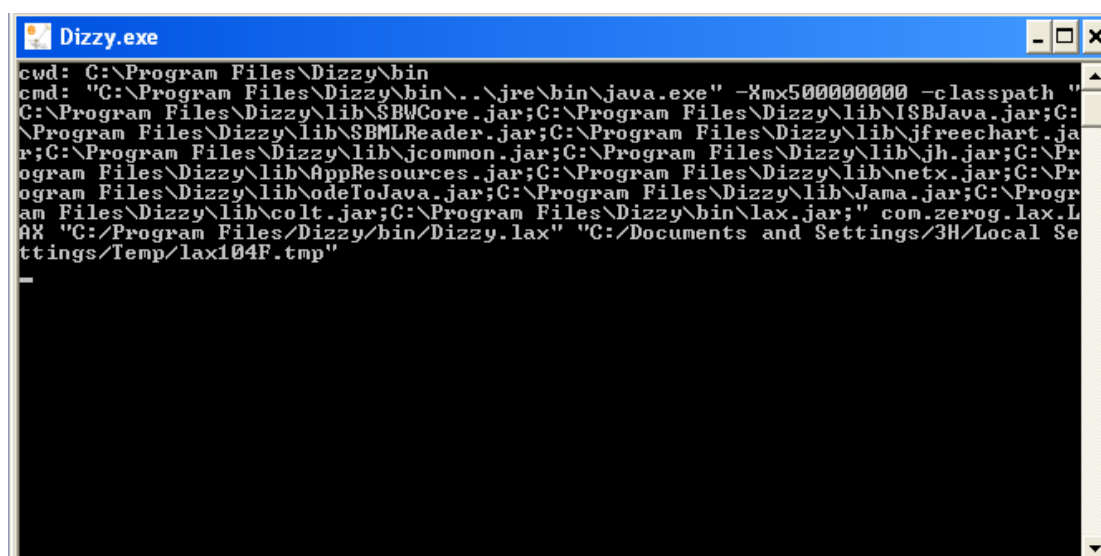 Dizzy.exe
cwd: C:\Program Files\Dizzy\bin
cmd: "C:\Program Files\Dizzy\bin\..\jre\bin\java.exe" -Xmx500000000 -classpath "
C:\Program Files\Dizzy\lib\SBWCore.jar;C:\Program Files\Dizzy\lib\ISBJava.jar;C:
\Program Files\Dizzy\lib\SBMLReader.jar;C:\Program Files\Dizzy\lib\jfreechart.ja
r;C:\Program Files\Dizzy\lib\jcommon.jar;C:\Program Files\Dizzy\lib\jh.jar;C:\Pr
ogram Files\Dizzy\lib\AppResources.jar;C:\Program Files\Dizzy\lib\netx.jar;C:\Pr
ogram Files\Dizzy\lib\odeToJava.jar;C:\Program Files\Dizzy\lib\Jama.jar;C:\Progr
am Files\Dizzy\lib\colt.jar;C:\Program Files\Dizzy\bin\lax.jar;" com.zerog.lax.L
AX "C:/Program Files/Dizzy/bin/Dizzy.lax" "C:/Documents and Settings/3H/Local Se
ttings/Temp/lax104F.tmp"